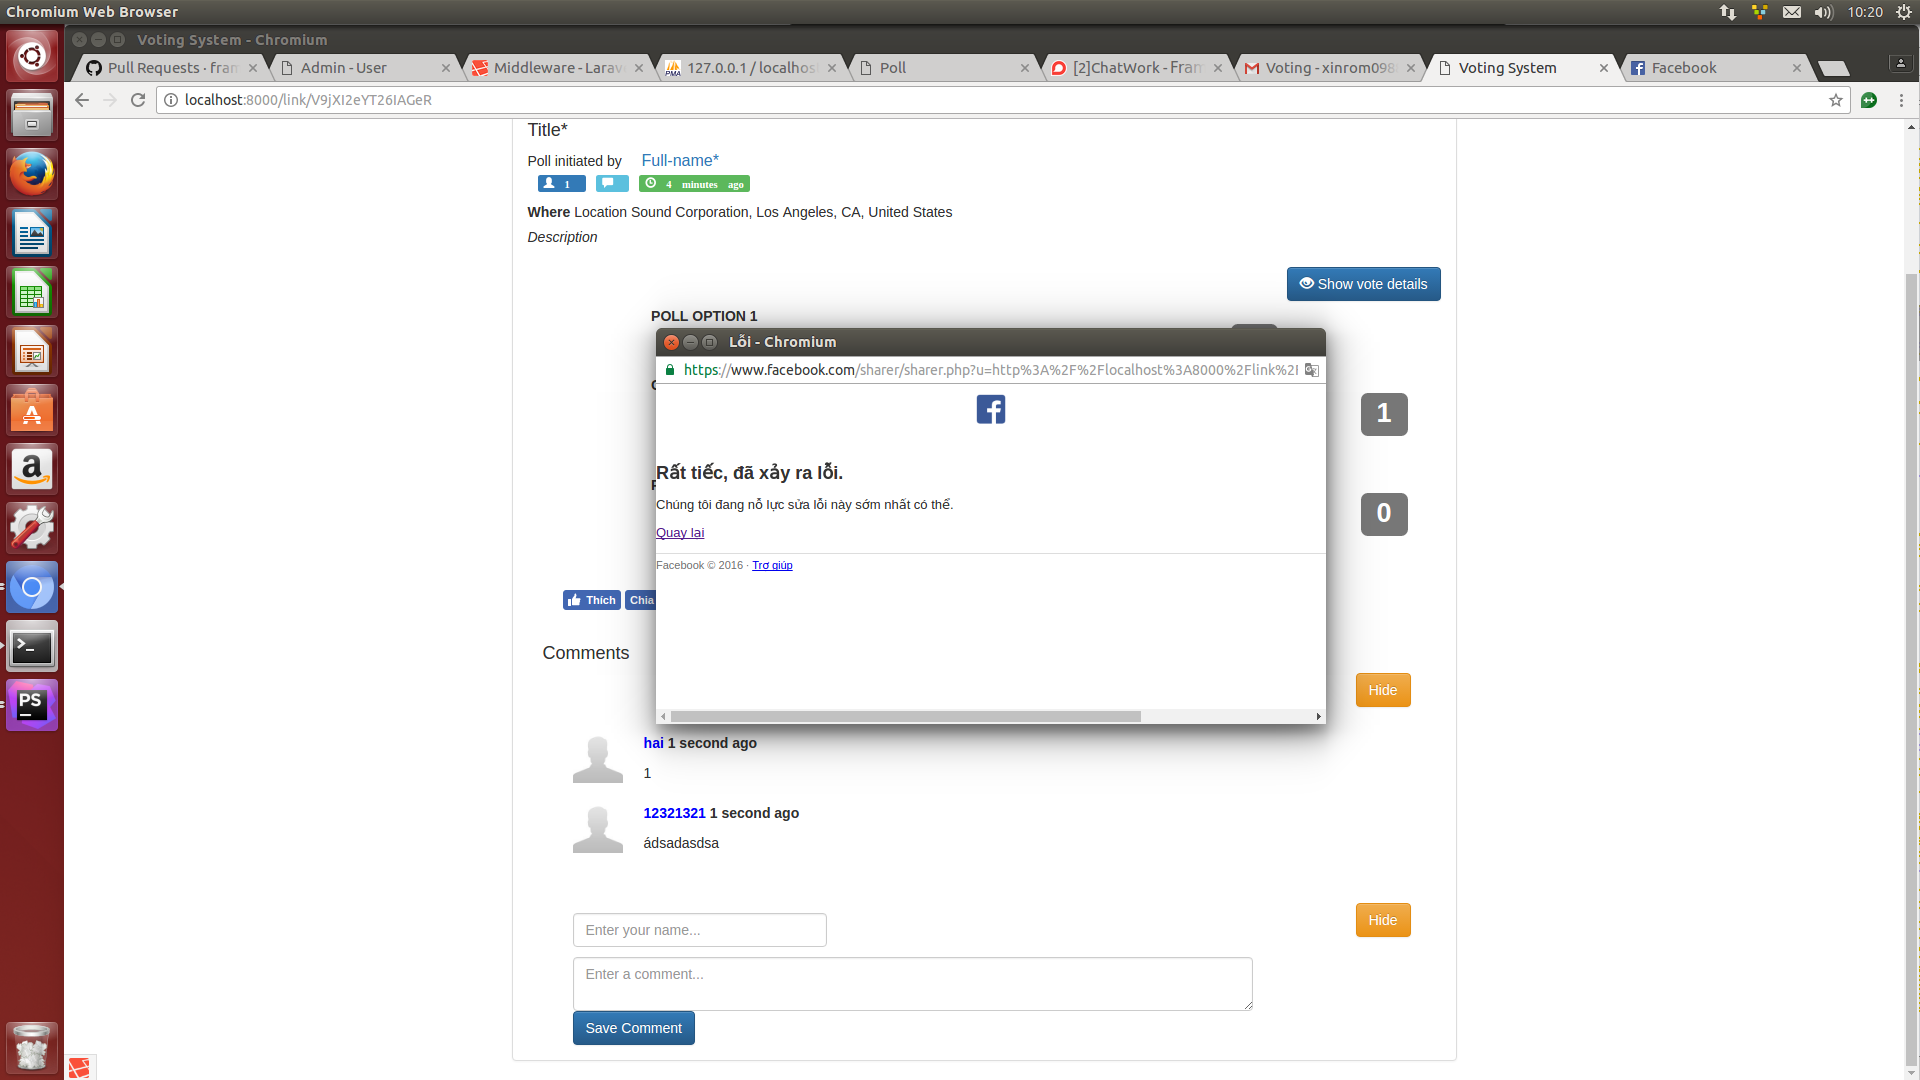 Chromium Web Browser
10:20
Voting System - Chromium
Pull Requests · fram
Admin - User
Middleware - Larav
127.0.0.1 / localhos
Poll
[2]ChatWork - Fram
Voting - xinrom098
Voting System
Facebook
localhost:8000/link/V9jXI2eYT26IAGeR
Title*
Poll initiated by Full-name*
1
4 minutes ago
Where Location Sound Corporation, Los Angeles, CA, United States
Description
Show vote details
POLL OPTION 1
Lỗi - Chromium
https://www.facebook.com/sharer/sharer.php?u=http%3A%2F%2Flocalhost%3A8000%2Flink%2
1
Rất tiếc, đã xảy ra lỗi.
Chúng tôi đang nỗ lực sửa lỗi này sớm nhất có thể.
0
Quay lại
Facebook © 2016 · Trợ giúp
Thích
Chia
Comments
Hide
hai 1 second ago
1
12321321 1 second ago
ádsadasdsa
Enter your name...
Hide
Enter a comment...
Save Comment